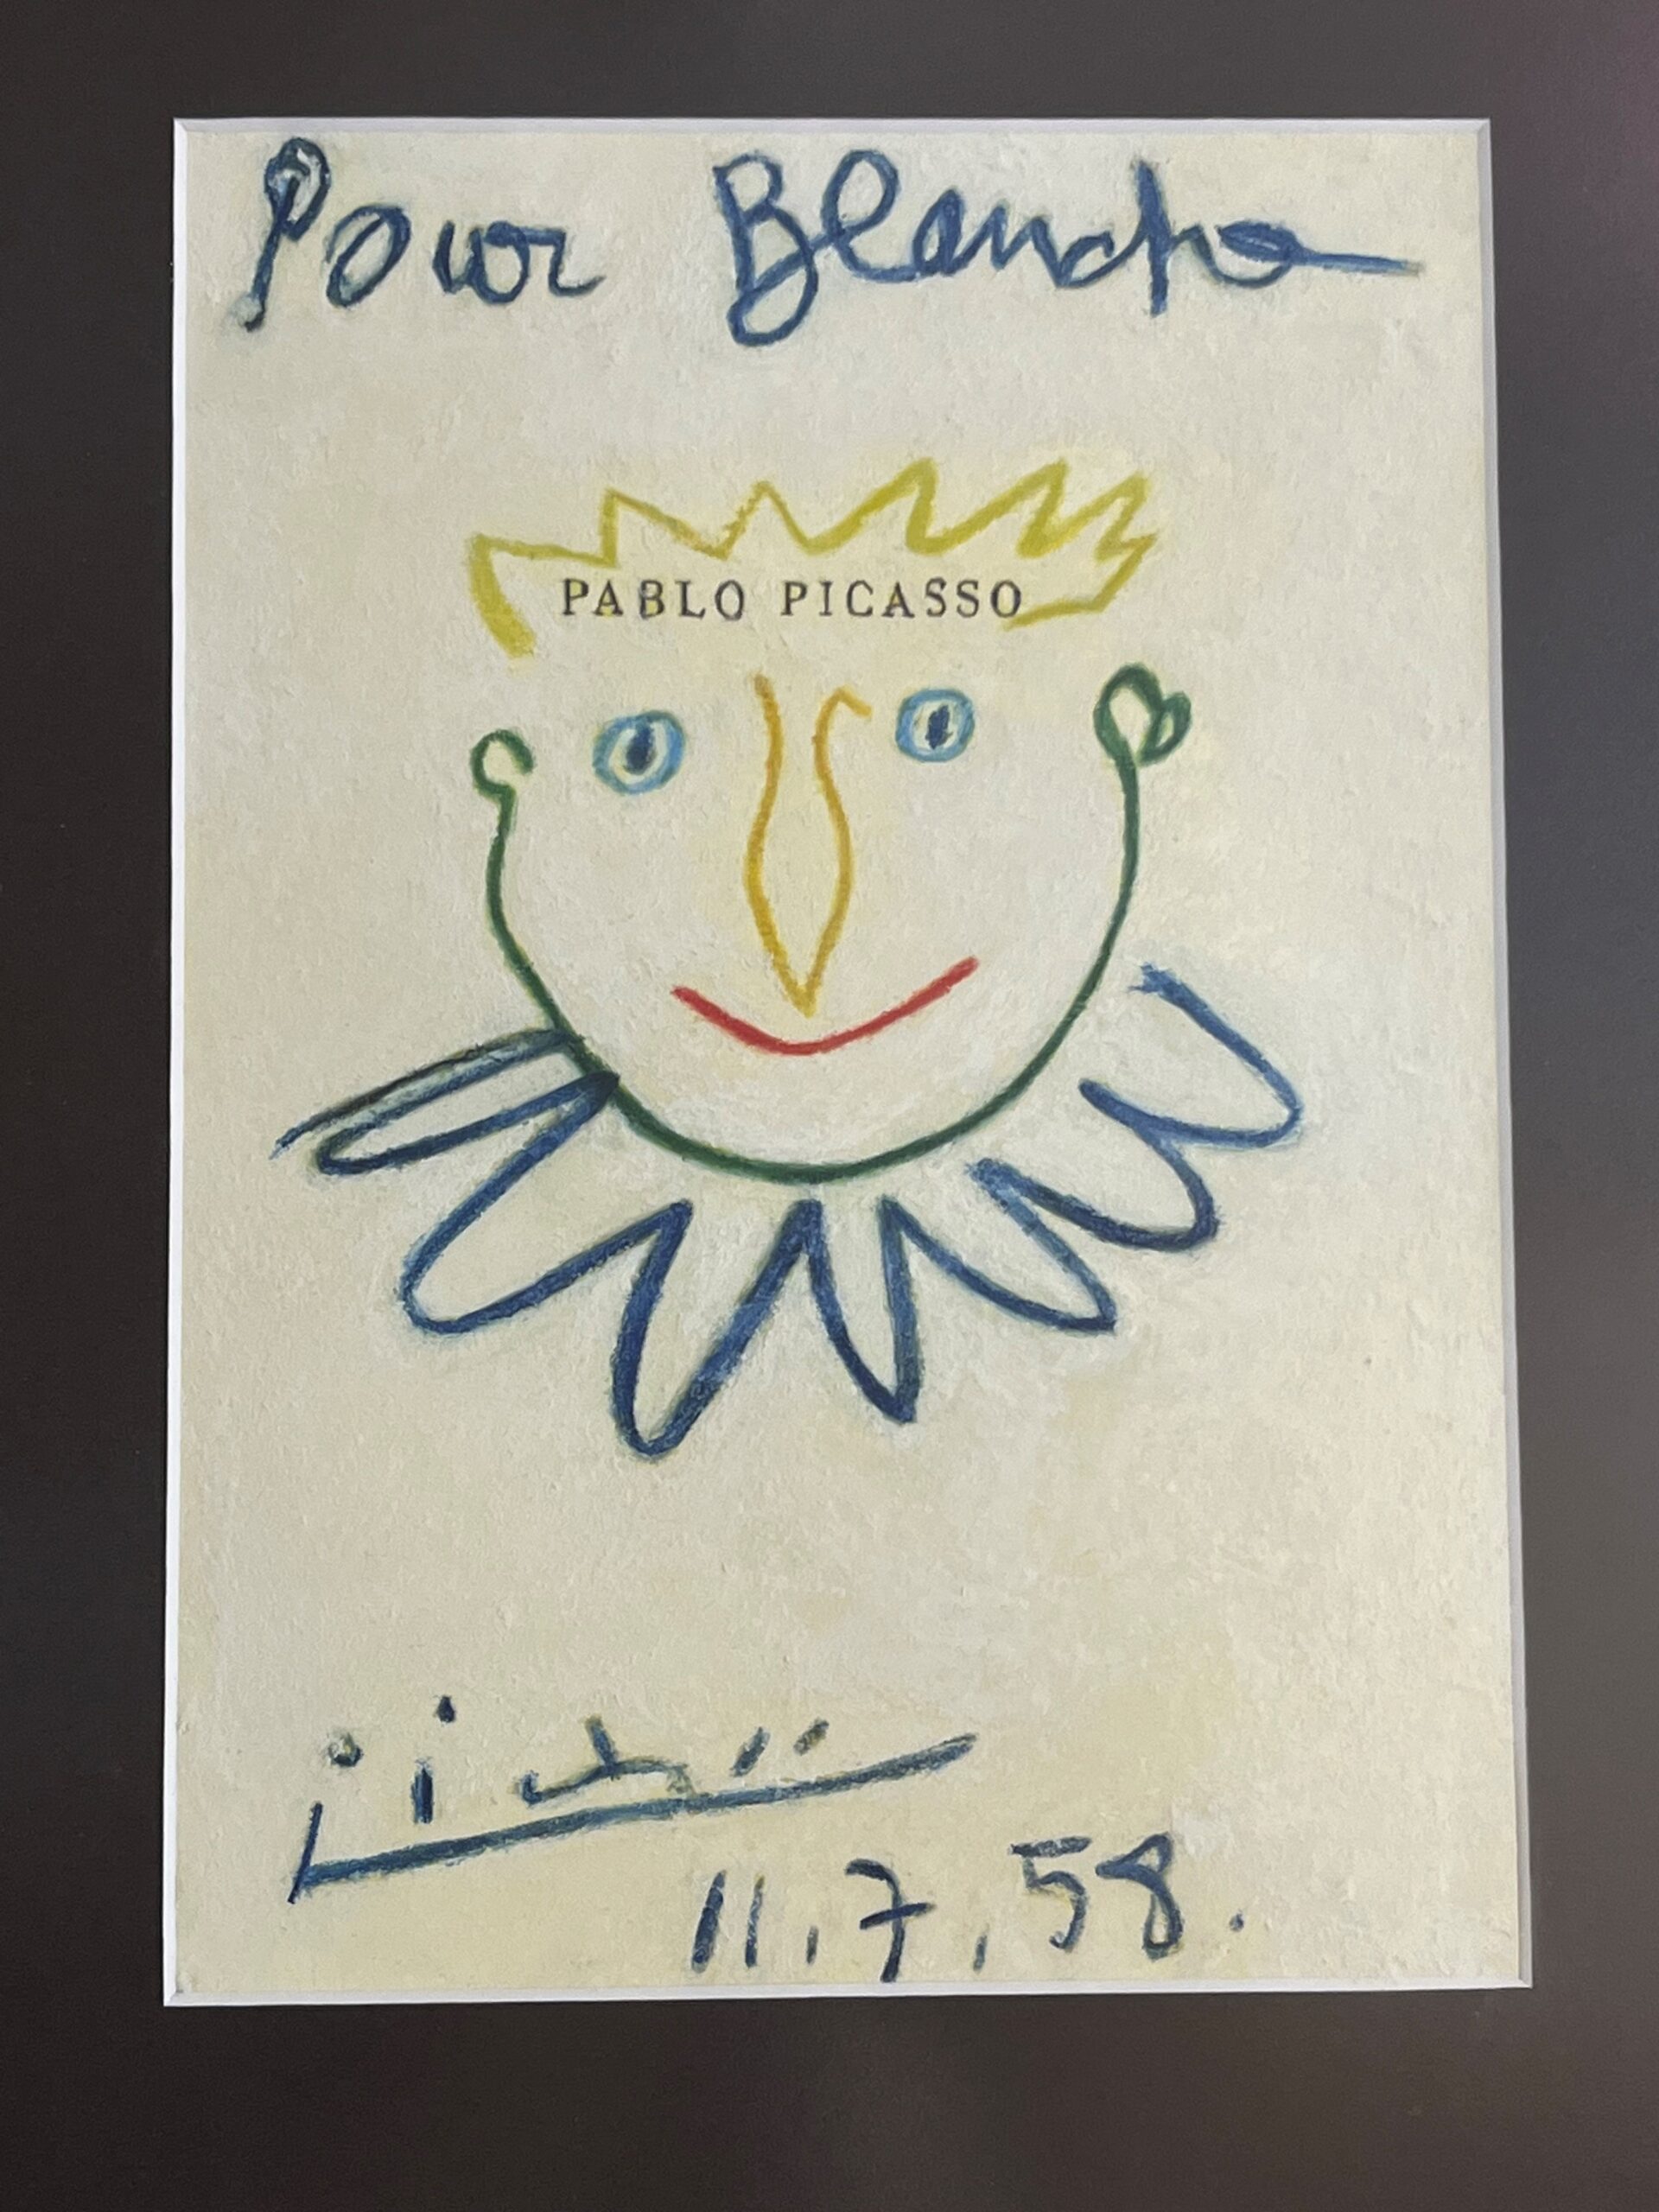 Pour Blanche
PABLO PICASSO
11.7.58.